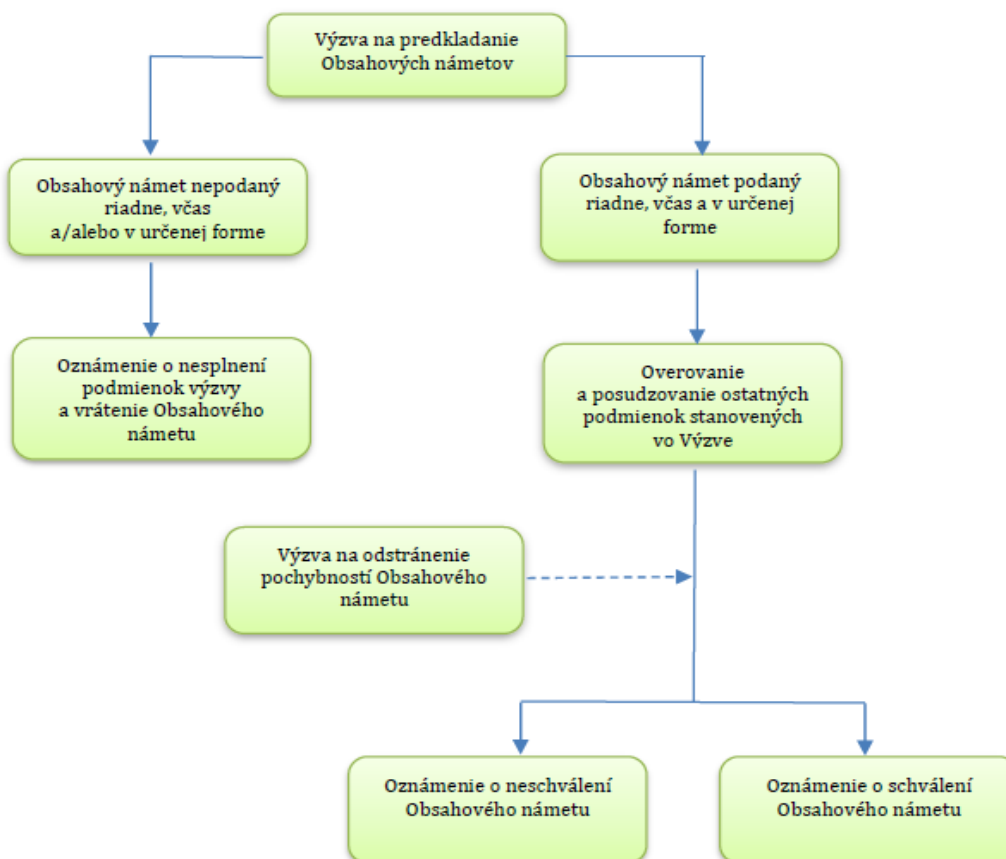 Výzva na predkladanie
Obsahových námetov
Obsahový námet nepodaný
riadne, včas
a/alebo v určenej forme
Obsahový námet podaný
riadne, včas a v určenej
forme
Oznámenie o nesplnení
podmienok výzvy
a vrátenie Obsahového
námetu
Overovanie
a posudzovanie ostatných
podmienok stanovených
vo Výzve
Výzva na odstránenie
pochybností Obsahového
námetu
Oznámenie o neschválení
Obsahového námetu
Oznámenie o schválení
Obsahového námetu